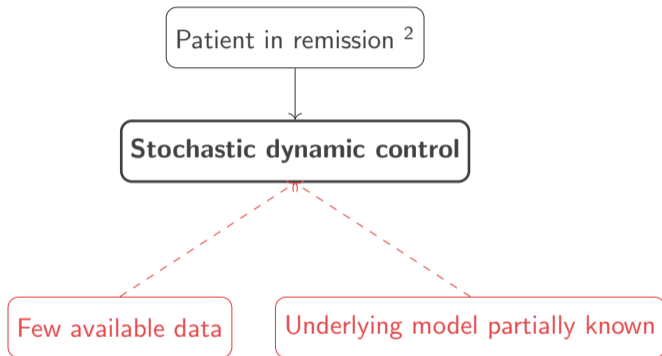 Patient in remission ²
Stochastic dynamic control
Few available data
Underlying model partially known